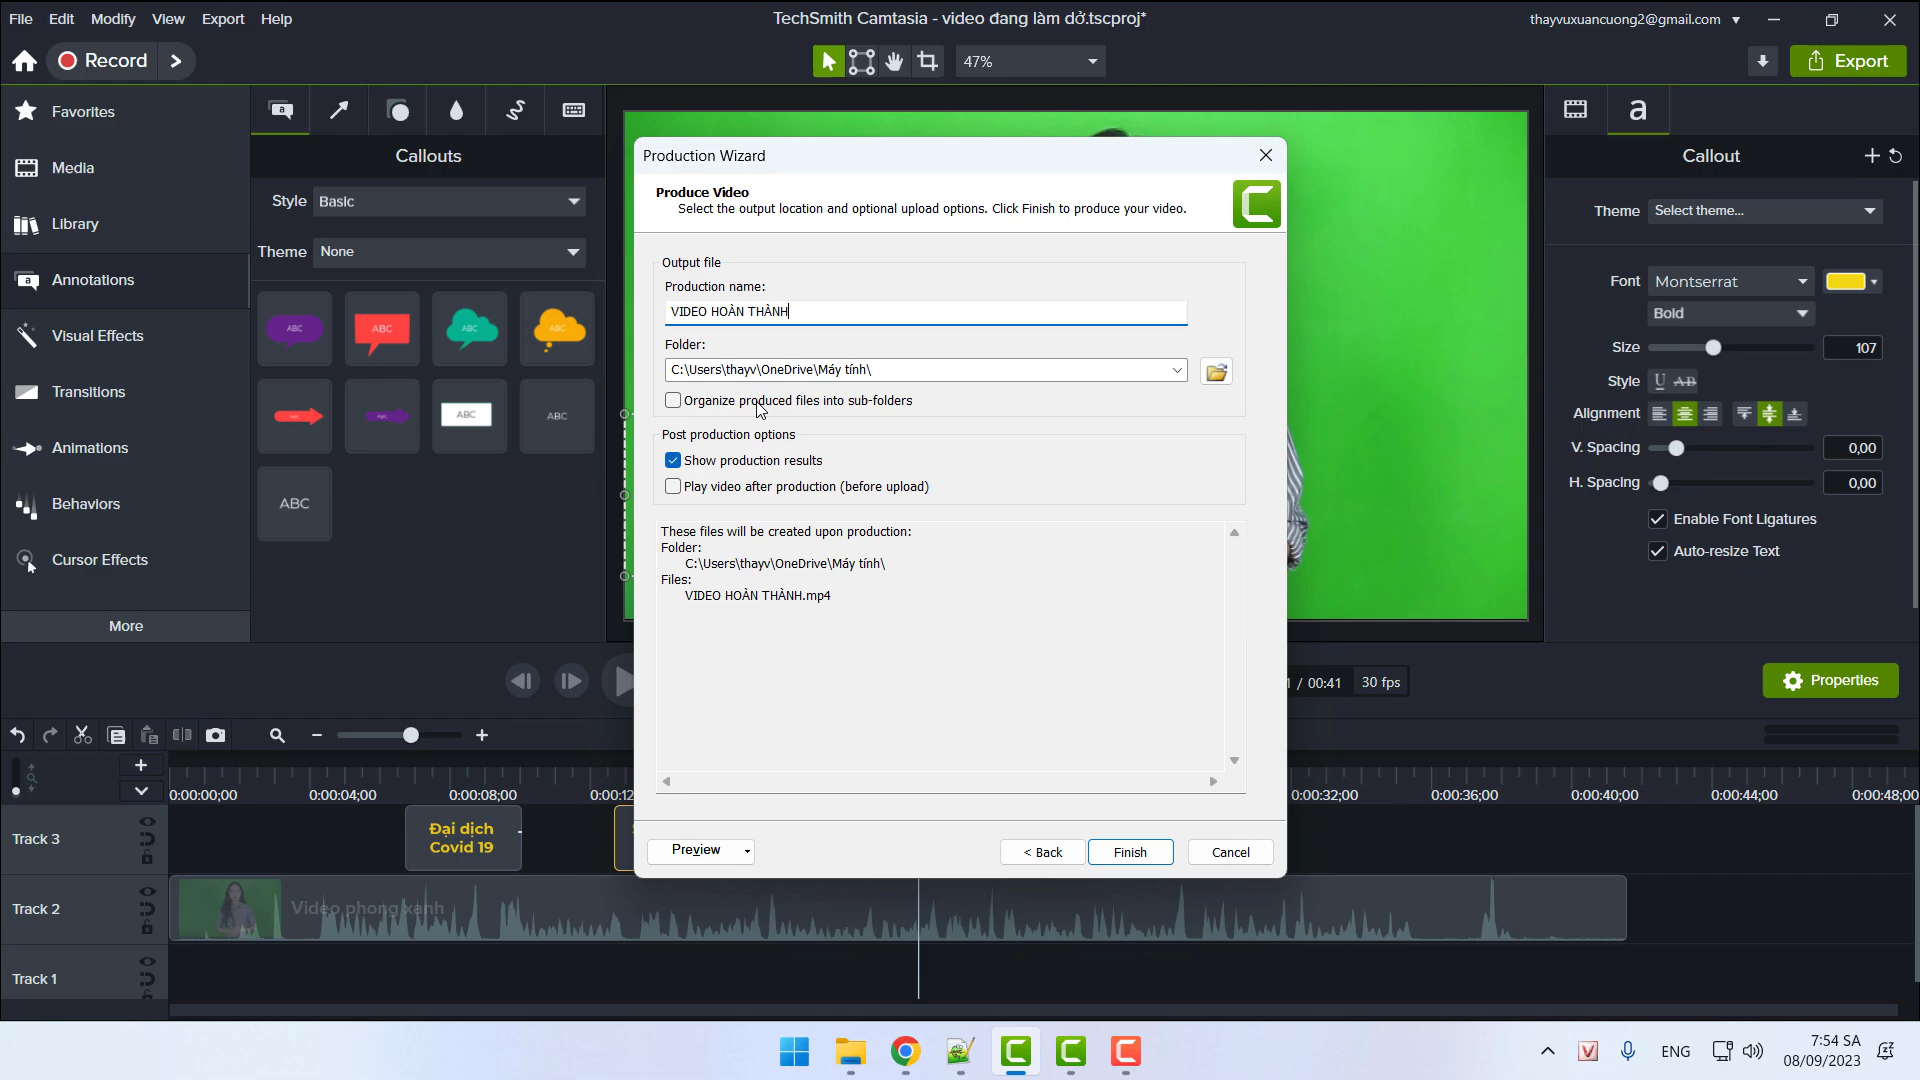 File Edit Modify View Export Help
TechSmith Camtasia - video đang làm dở.tscproj*
thayvuxuancuong2@gmail.com
Record
47%
Export
Favorites
Media
Library
Annotations
Visual Effects
Transitions
Animations
Behaviors
Cursor Effects
More
Callouts
Style Basic
Theme None
ABC
ABC
ABC
ABC
ABC
ABC
ABC
Production Wizard
Produce Video
Select the output location and optional upload options. Click Finish to produce your video.
Output file
Production name:
VIDEO HOÀN THÀNH
Folder:
C:\Users\thayv\OneDrive\Máy tính\
Organize produced files into sub-folders
Post production options
Show production results
Play video after production (before upload)
These files will be created upon production:
Folder:
C:\Users\thayv\OneDrive\Máy tính\
Files:
VIDEO HOÀN THÀNH.mp4
Preview
< Back
Finish
Cancel
a
Callout
Theme Select theme...
Font Montserrat
Bold
Size 107
Style U AB
Alignment
V. Spacing 0,00
H. Spacing 0,00
Enable Font Ligatures
Auto-resize Text
/ 00:41 30 fps
Properties
0:00:00;00 0:00:04;00 0:00:08;00 0:00:12 0:00:32;00 0:00:36;00 0:00:40;00 0:00:44;00 0:00:48;00
Track 3
Đại dịch
Covid 19
Track 2
Video phong xanh
Track 1
ENG
7:54 SA
08/09/2023